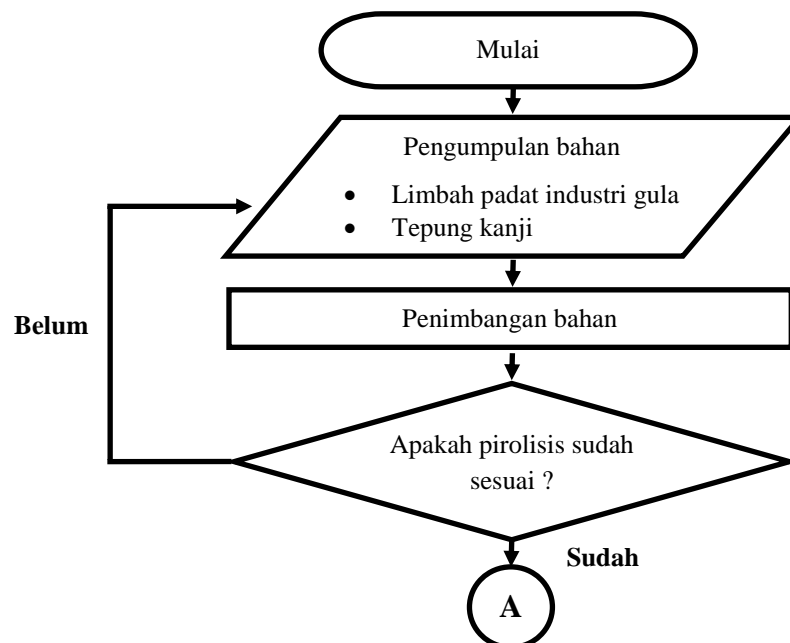 Mulai
Pengumpulan bahan
• Limbah padat industri gula
• Tepung kanji
Penimbangan bahan
Belum
Apakah pirolisis sudah
sesuai ?
Sudah
A